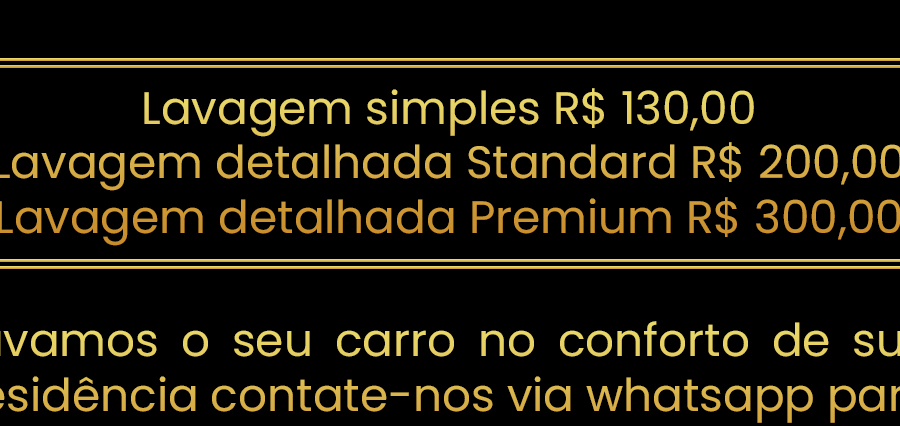 Lavagem simples R$ 130,00
Lavagem detalhada Standard R$ 200,00
Lavagem detalhada Premium R$ 300,00
avamos o seu carro no conforto de su
esidência contate-nos via whatsapp par